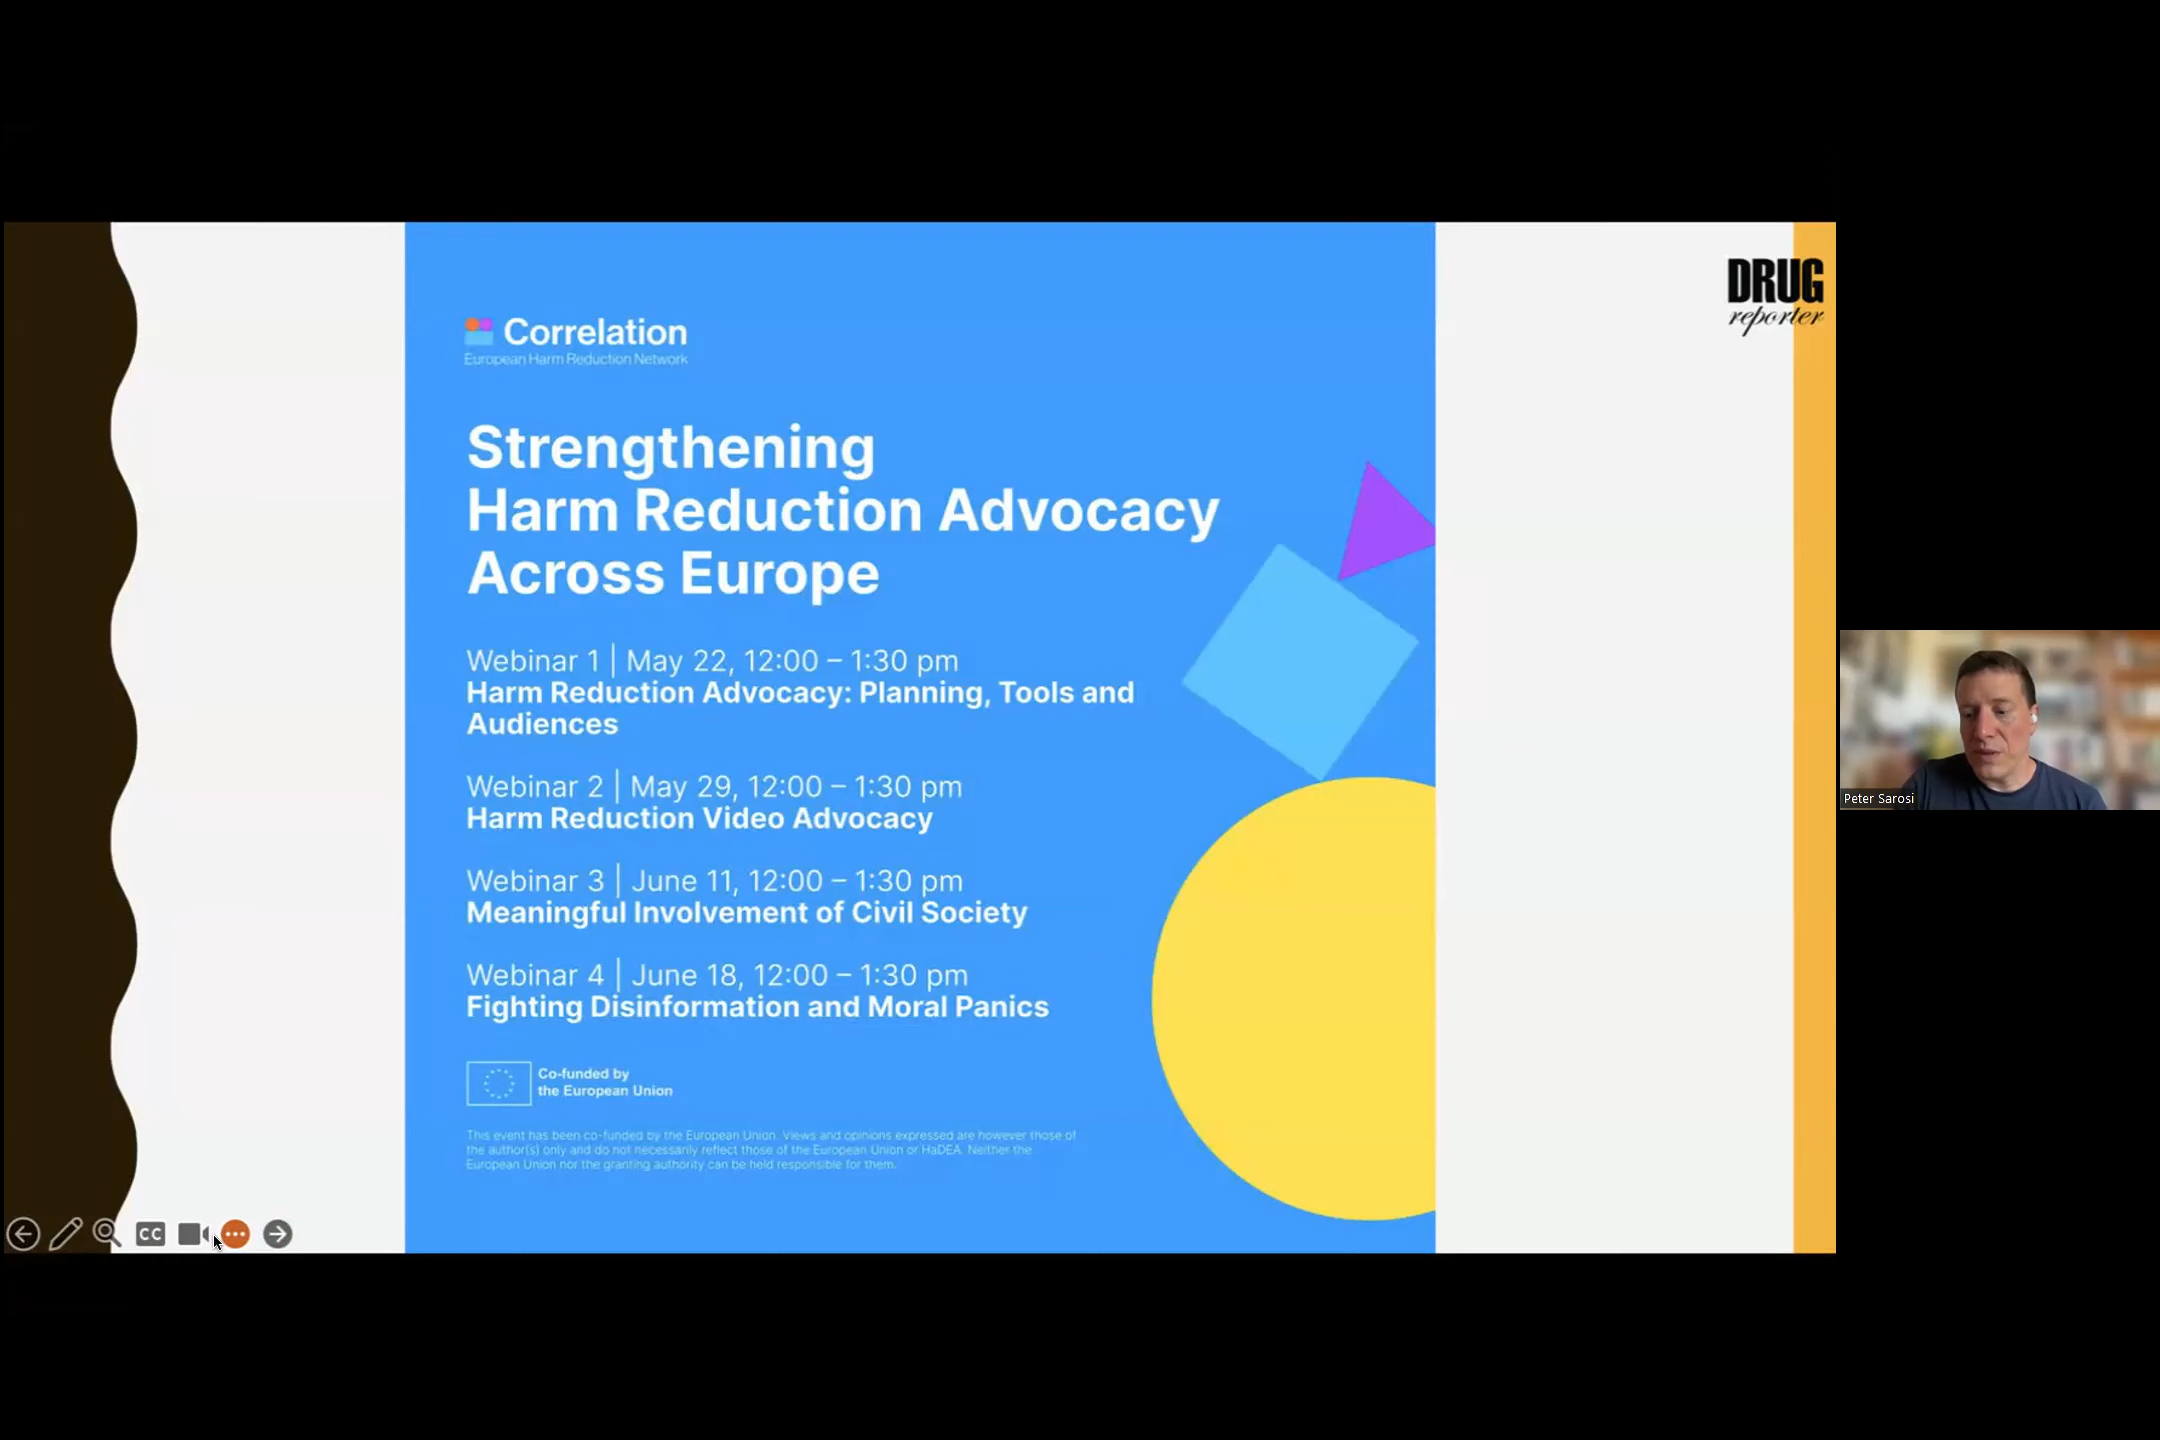 DRUG
reporter
Correlation
European Harm Reduction Network
Strengthening
Harm Reduction Advocacy
Across Europe
Webinar 1 | May 22, 12:00 – 1:30 pm
Harm Reduction Advocacy: Planning, Tools and
Audiences
Webinar 2 | May 29, 12:00 – 1:30 pm
Harm Reduction Video Advocacy
Webinar 3 | June 11, 12:00 – 1:30 pm
Meaningful Involvement of Civil Society
Webinar 4 | June 18, 12:00 – 1:30 pm
Fighting Disinformation and Moral Panics
Co-funded by
the European Union
This event has been co-funded by the European Union. Views and opinions expressed are however those of
the author(s) only and do not necessarily reflect those of the European Union or HaDEA. Neither the
European Union nor the granting authority can be held responsible for them.
CC
Peter Sarosi